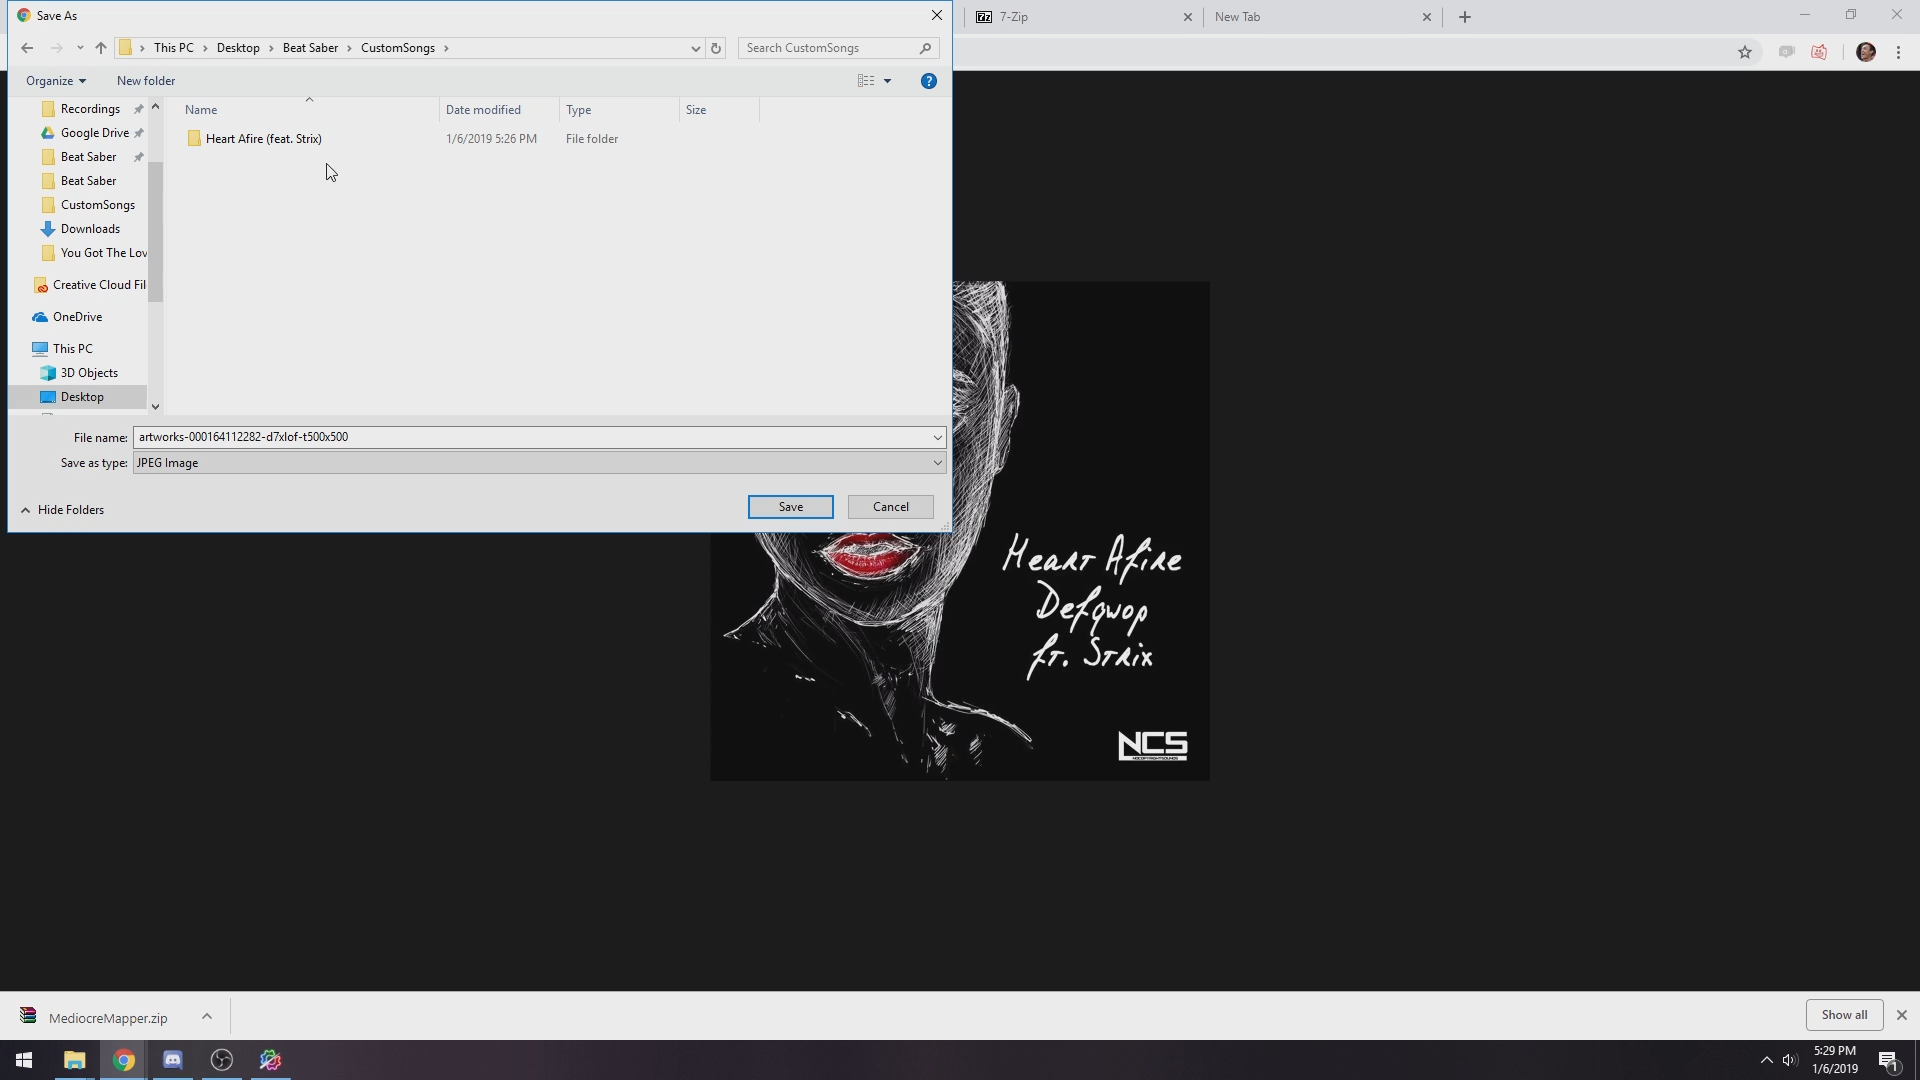 Save As
7-Zip
New Tab
This PC
Desktop
Beat Saber
CustomSongs
Search CustomSongs
Organize
New folder
?
Name
Date modified
Type
Size
Heart Afire (feat. Strix)
1/6/2019 5:26 PM
File folder
Recordings
Google Drive
Beat Saber
Beat Saber
CustomSongs
Downloads
You Got The Lov
Creative Cloud Fil
OneDrive
This PC
3D Objects
Desktop
File name:
artworks-000164112282-d7xlof-t500x500
Save as type:
JPEG Image
Hide Folders
Save
Cancel
Heart Afire
Defqwop
ft. Strix
NCS
NOCOPYRIGHTSOUNDS
MediocreMapper.zip
Show all
5:29 PM
1/6/2019
1